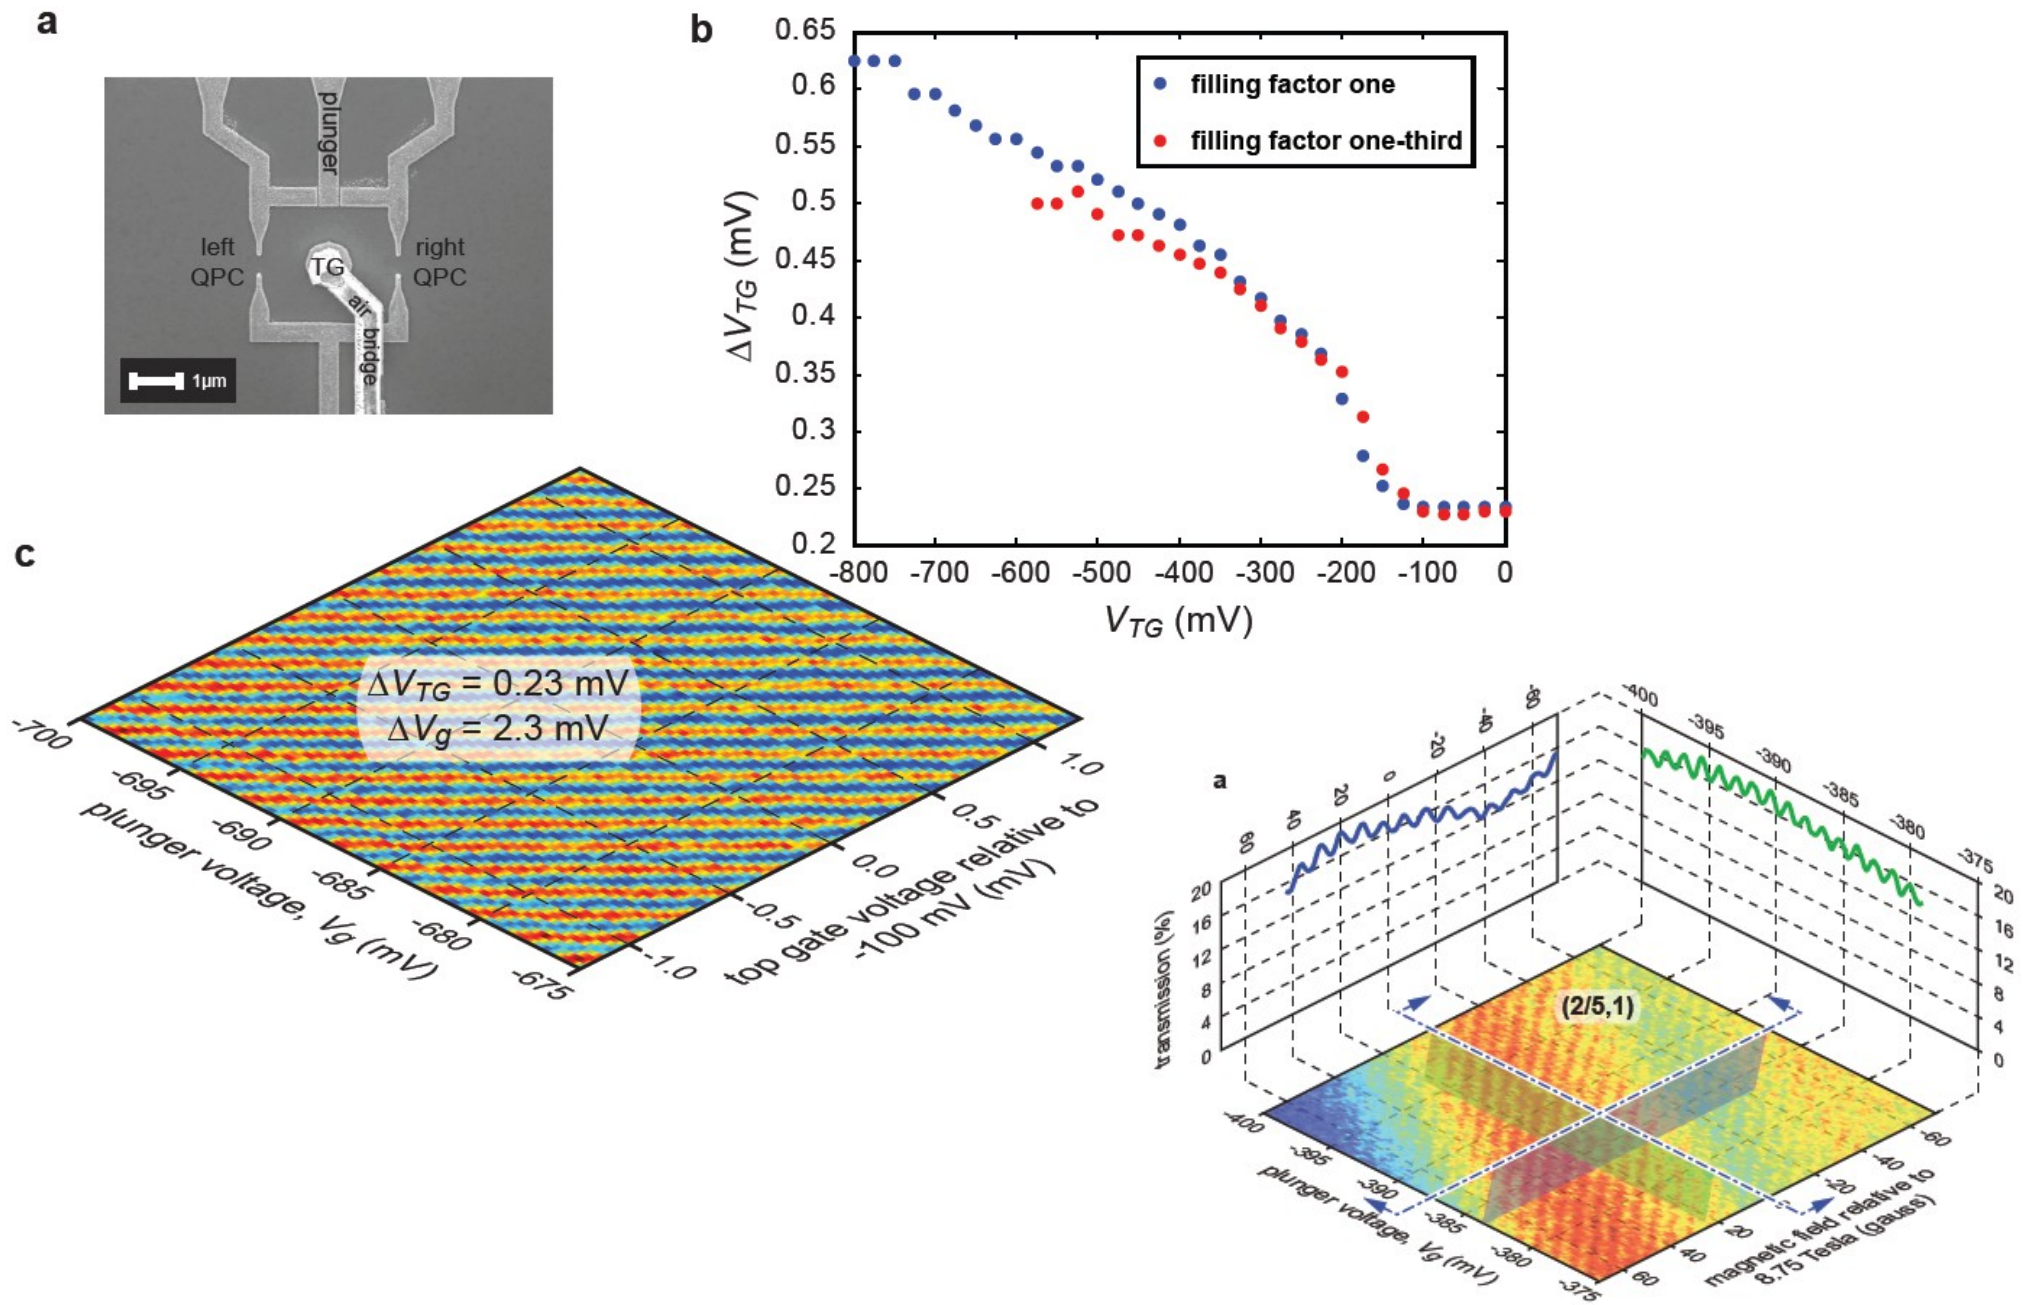 a
plunger
left
QPC
TG
right
QPC
air
bridge
1µm
b
0.65
0.6
0.55
0.5
0.45
0.4
0.35
0.3
0.25
0.2
ΔV_TG (mV)
filling factor one
filling factor one-third
-800 -700 -600 -500 -400 -300 -200 -100 0
V_TG (mV)
c
ΔV_TG = 0.23 mV
ΔV_g = 2.3 mV
-700
-695
-690
-685
-680
-675
plunger voltage, V_g (mV)
1.0
0.5
0.0
-0.5
-1.0
top gate voltage relative to
-100 mV (mV)
a
60 40 20 0 -20 -40 -60
-400 -395 -390 -385 -380 -375
20
16
12
8
4
0
transmission (%)
20
16
12
8
4
0
(2/5,1)
-400
-395
-390
-385
-380
-375
plunger voltage, V_g (mV)
-60
-40
-20
20
40
60
magnetic field relative to
8.75 Tesla (gauss)